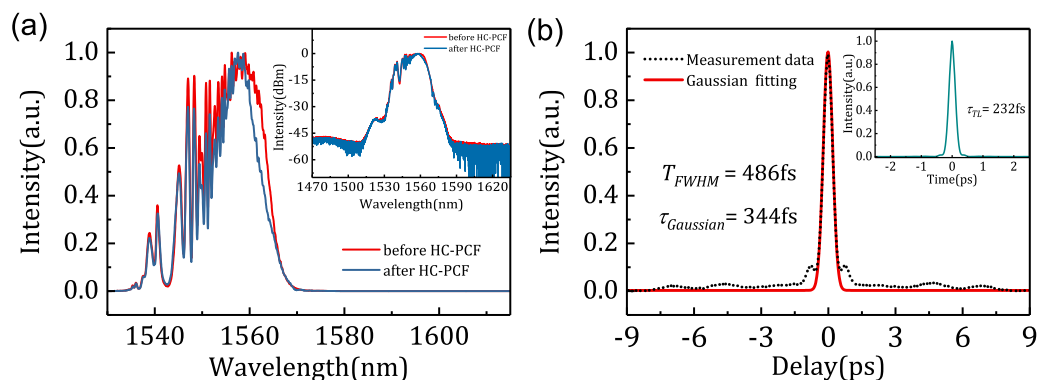 (a)
Intensity(a.u.)
1.0
0.8
0.6
0.4
0.2
0.0
1540
1560
1580
1600
Wavelength(nm)
before HC-PCF
after HC-PCF
Intensity(dBm)
0
-15
-30
-45
-60
1470
1500
1530
1560
1590
1620
Wavelength(nm)
before HC-PCF
after HC-PCF
(b)
Intensity(a.u.)
1.0
0.8
0.6
0.4
0.2
0.0
-9
-6
-3
0
3
6
9
Delay(ps)
Measurement data
Gaussian fitting
T_FWHM = 486fs
τ_Gaussian = 344fs
Intensity(a.u.)
1.0
0.8
0.6
0.4
0.2
0.0
-2
-1
0
1
2
Time(ps)
τ_TL = 232fs